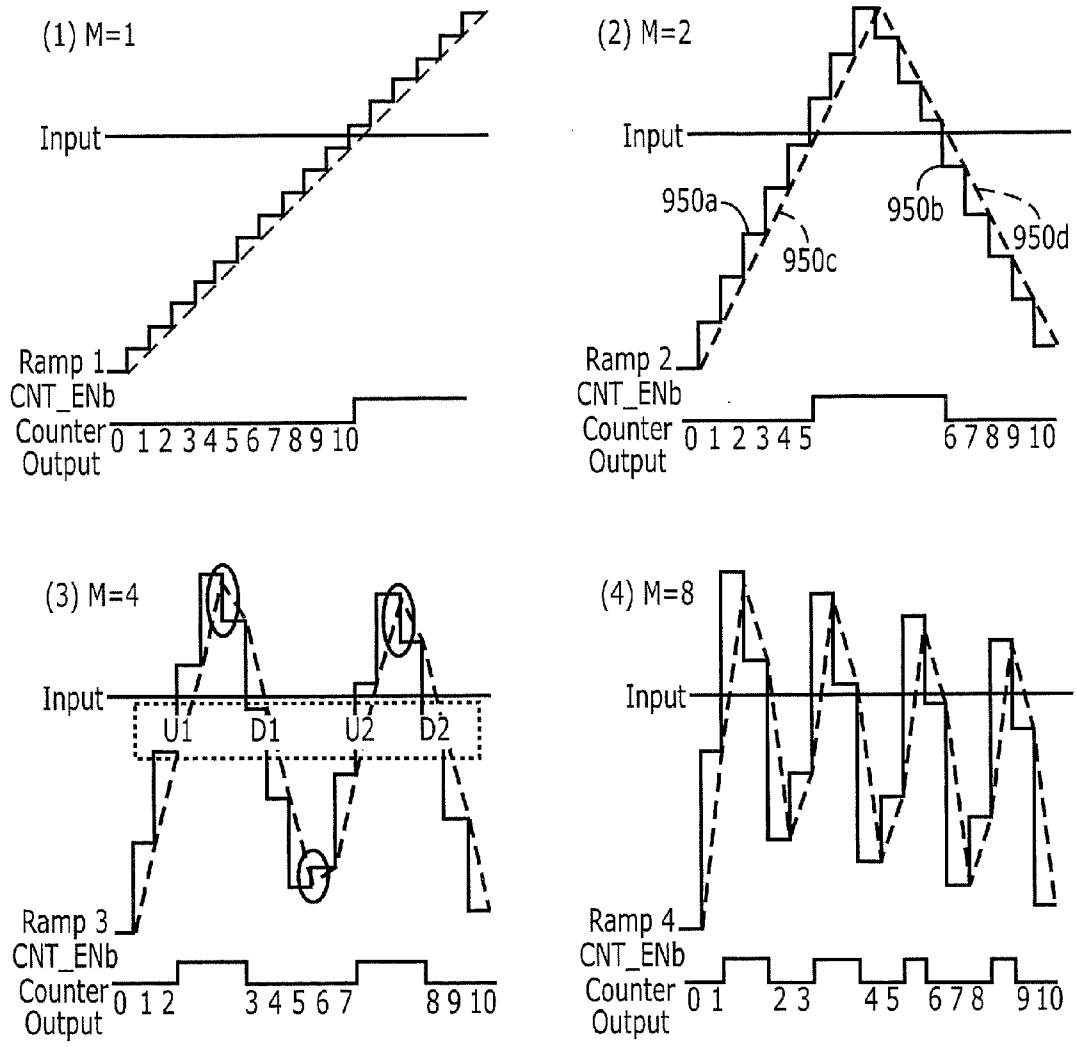 (1) M=1
Input
Ramp 1
CNT_ENb
Counter
Output
0 1 2 3 4 5 6 7 8 9 10
(2) M=2
Input
950a
950c
950b
950d
Ramp 2
CNT_ENb
Counter
Output
0 1 2 3 4 5 6 7 8 9 10
(3) M=4
Input
U1 D1 U2 D2
Ramp 3
CNT_ENb
Counter
Output
0 1 2 3 4 5 6 7 8 9 10
(4) M=8
Input
Ramp 4
CNT_ENb
Counter
Output
0 1 2 3 4 5 6 7 8 9 10